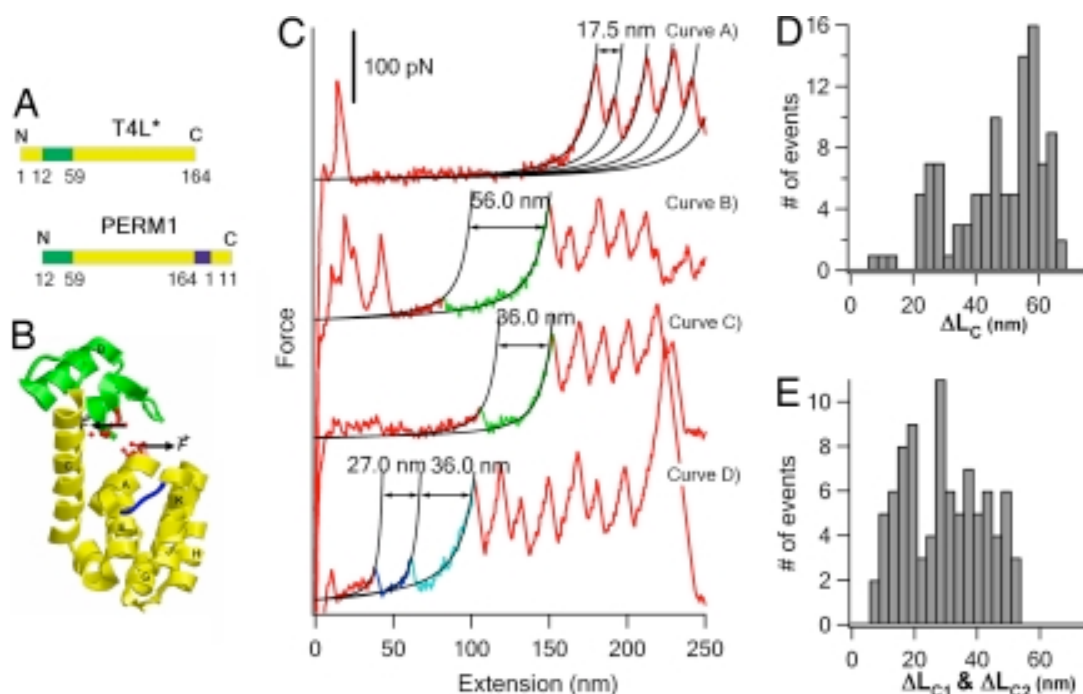 A
N T4L* C
1 12 59 164
PERM1
N C
12 59 164 1 11
B
C
100 pN
17.5 nm
Curve A)
56.0 nm
Curve B)
36.0 nm
Curve C)
27.0 nm 36.0 nm
Curve D)
Force
0 50 100 150 200 250
Extension (nm)
D
16
12
8
4
0
# of events
0 20 40 60
ΔLC (nm)
E
10
8
6
4
2
0
# of events
0 20 40 60
ΔLC1 & ΔLC2 (nm)